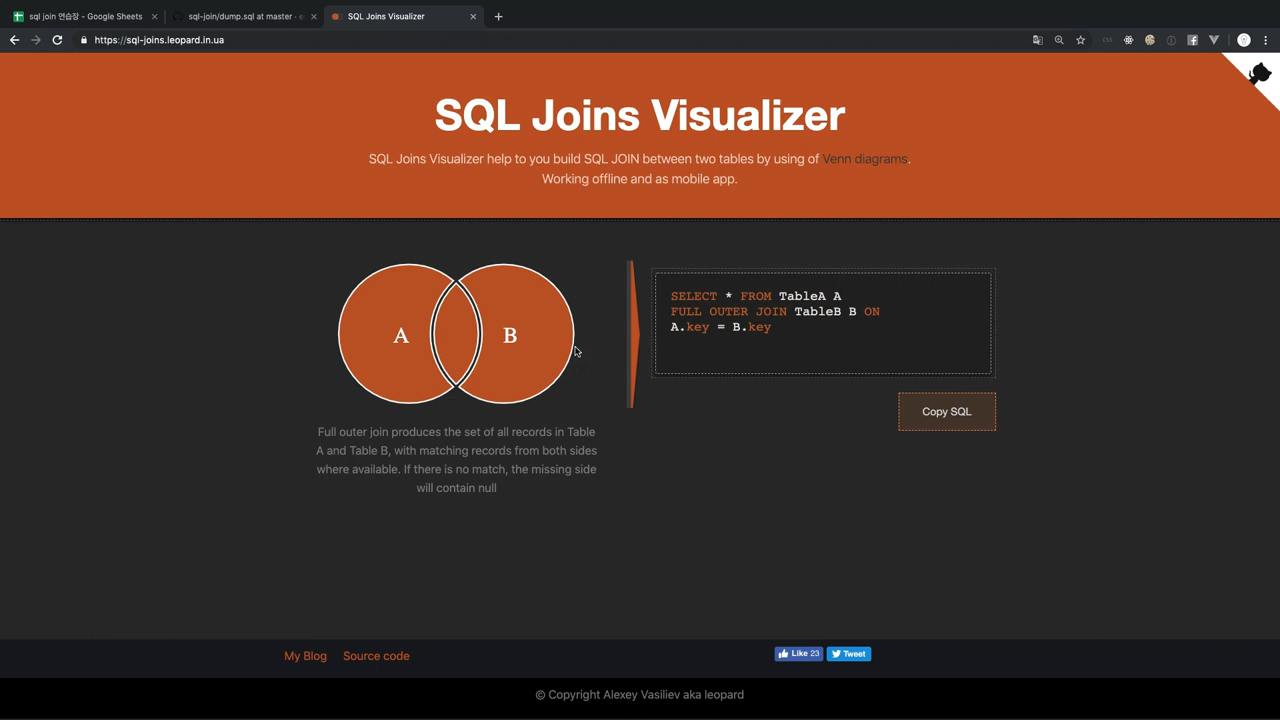 sql join 연습장 - Google Sheets
sql-join/dump.sql at master · e
SQL Joins Visualizer
https://sql-joins.leopard.in.ua
SQL Joins Visualizer
SQL Joins Visualizer help to you build SQL JOIN between two tables by using of Venn diagrams.
Working offline and as mobile app.
A
B
SELECT * FROM TableA A
FULL OUTER JOIN TableB B ON
A.key = B.key
Copy SQL
Full outer join produces the set of all records in Table
A and Table B, with matching records from both sides
where available. If there is no match, the missing side
will contain null
My Blog
Source code
Like 23
Tweet
© Copyright Alexey Vasiliev aka leopard